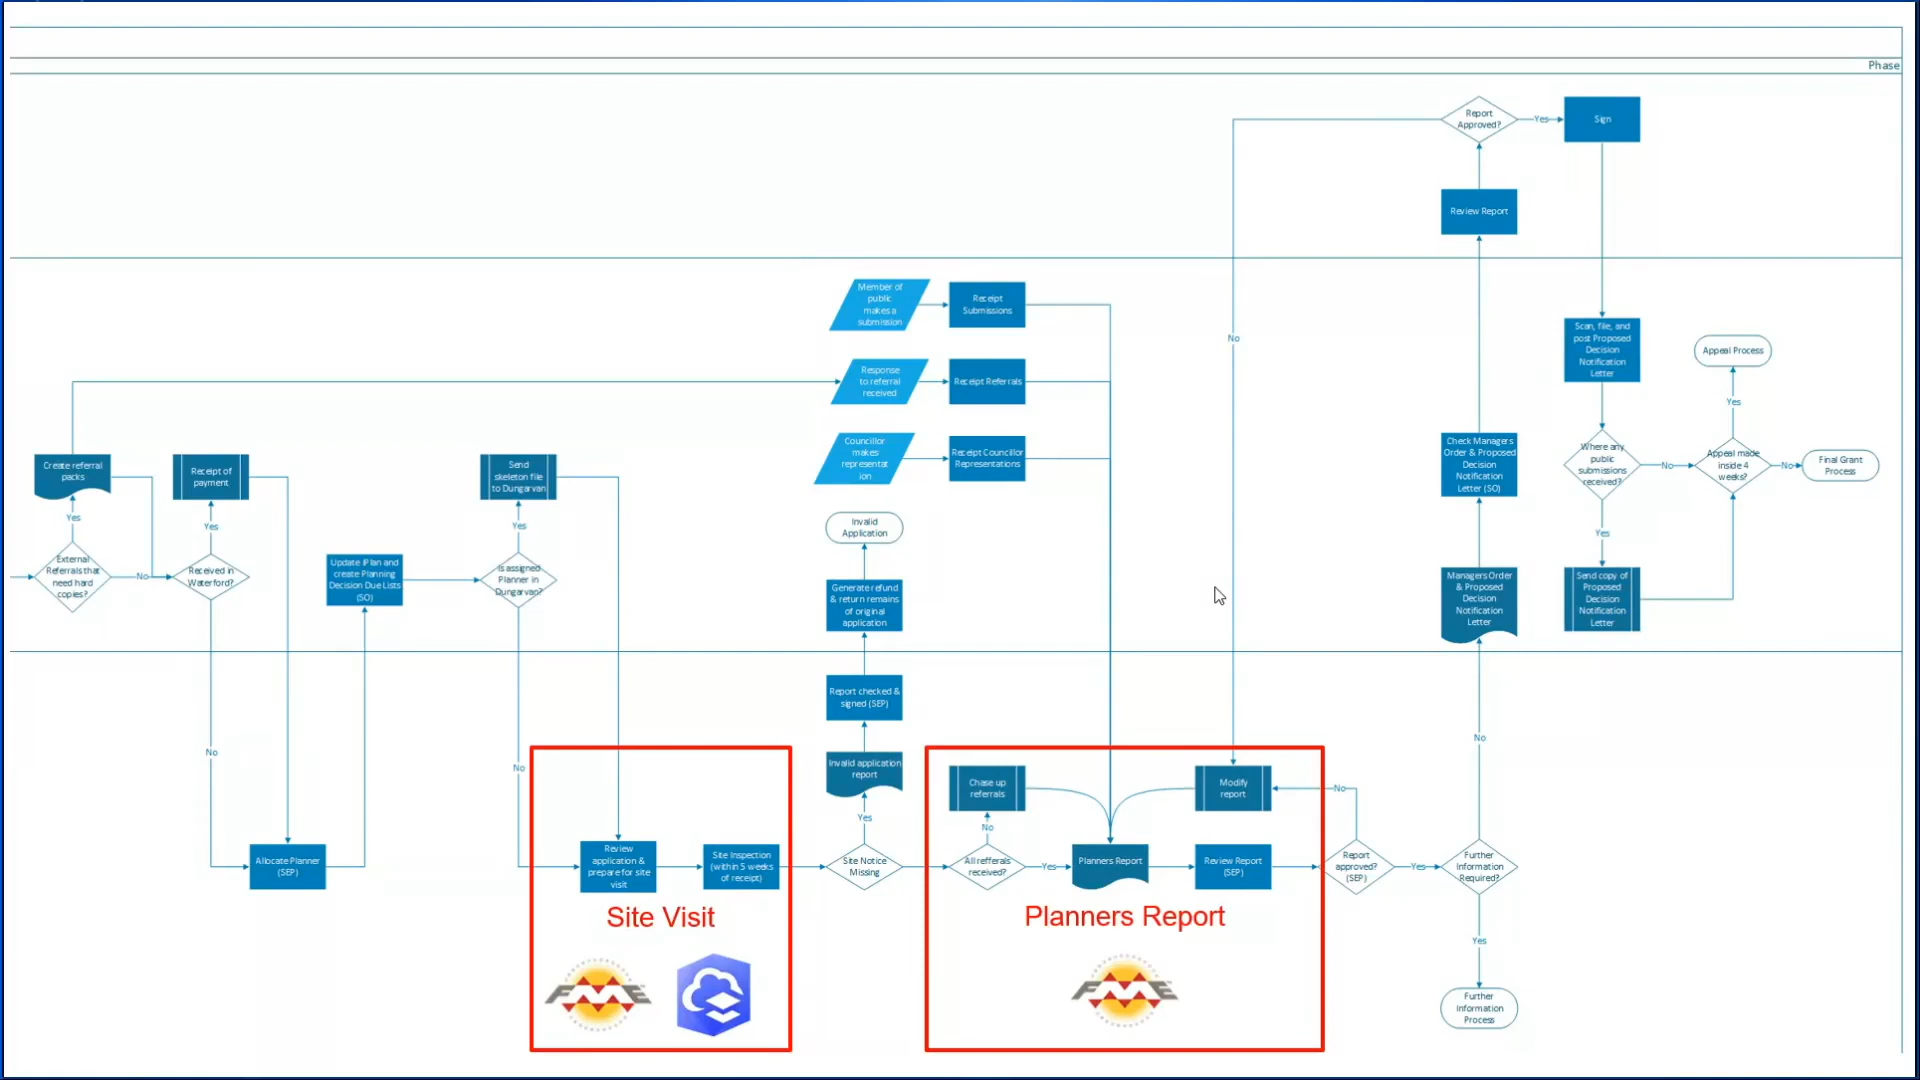 Phase
Report
Approved?
Yes
Sign
Review Report
Member of
public
makes a
submission
Receipt
Submissions
No
Scan, file, and
post Proposed
Decision
Notification
Letter
Appeal Process
Response
to referral
received
Receipt Referrals
Yes
Create referral
packs
Receipt of
payment
Send
skeleton file
to Dungarvan
Councillor
makes
representat
ion
Receipt Councillor
Representations
Check Managers
Order & Proposed
Decision
Notification
Letter (SO)
Where any
public
submissions
received?
No
Appeal made
inside 4
weeks?
No
Final Grant
Process
Yes
Yes
Yes
Invalid
Application
Yes
External
Referrals that
need hard
copies?
No
Received in
Waterford?
Update iPlan and
create Planning
Decision Due Lists
(SO)
Is assigned
Planner in
Dungarvan?
Generate refund
& return remains
of original
application
Managers Order
& Proposed
Decision
Notification
Letter
Send copy of
Proposed
Decision
Notification
Letter
Report checked &
signed (SEP)
No
No
No
Invalid application
report
Chase up
referrals
Modify
report
No
Yes
No
Allocate Planner
(SEP)
Review
application &
prepare for site
visit
Site Inspection
(within 5 weeks
of receipt)
Site Notice
Missing
All refferals
received?
Yes
Planners Report
Review Report
(SEP)
Report
approved?
(SEP)
Yes
Further
Information
Required?
Site Visit
Planners Report
Yes
FME
FME
Further
Information
Process